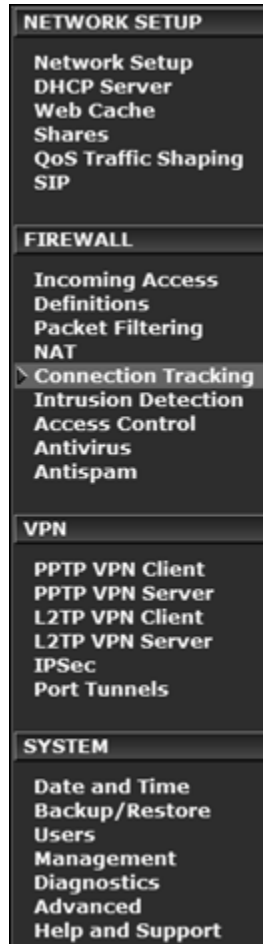 NETWORK SETUP
Network Setup
DHCP Server
Web Cache
Shares
QoS Traffic Shaping
SIP
FIREWALL
Incoming Access
Definitions
Packet Filtering
NAT
Connection Tracking
Intrusion Detection
Access Control
Antivirus
Antispam
VPN
PPTP VPN Client
PPTP VPN Server
L2TP VPN Client
L2TP VPN Server
IPSec
Port Tunnels
SYSTEM
Date and Time
Backup/Restore
Users
Management
Diagnostics
Advanced
Help and Support